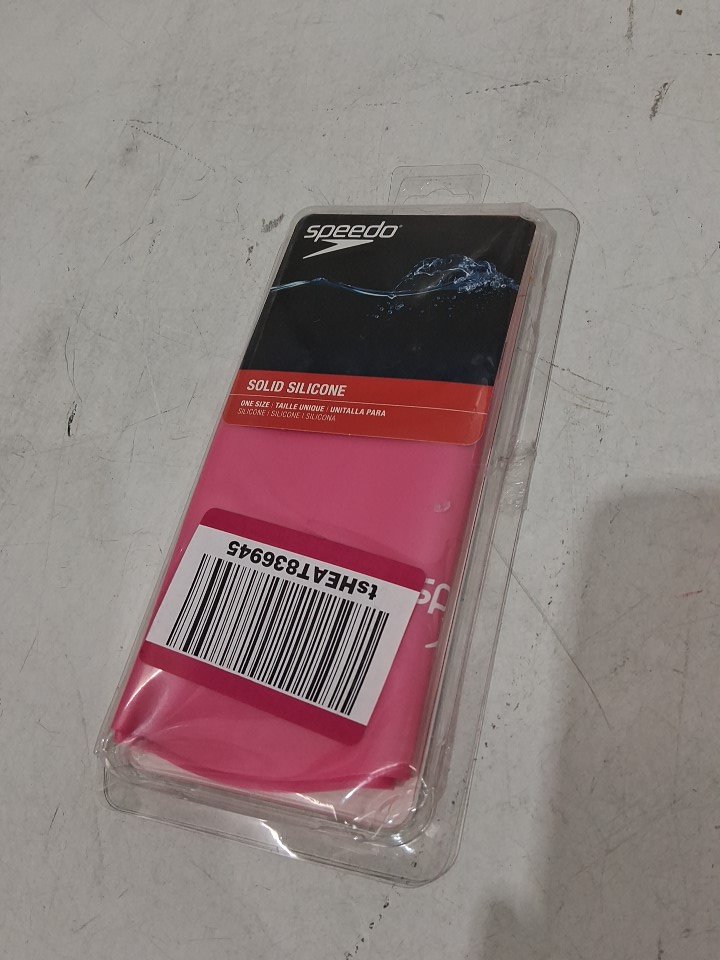 speedo®
SOLID SILICONE
ONE SIZE / TAILLE UNIQUE / UNITALLA PARA
SILICONE / SILICONE / SILICONA
tsHEAT836945